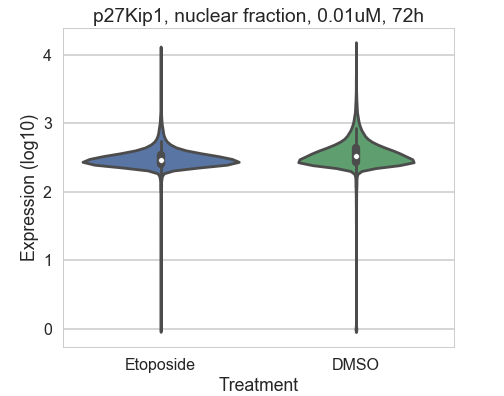 p27Kip1, nuclear fraction, 0.01uM, 72h
Expression (log10)
4
3
2
1
0
Etoposide
DMSO
Treatment